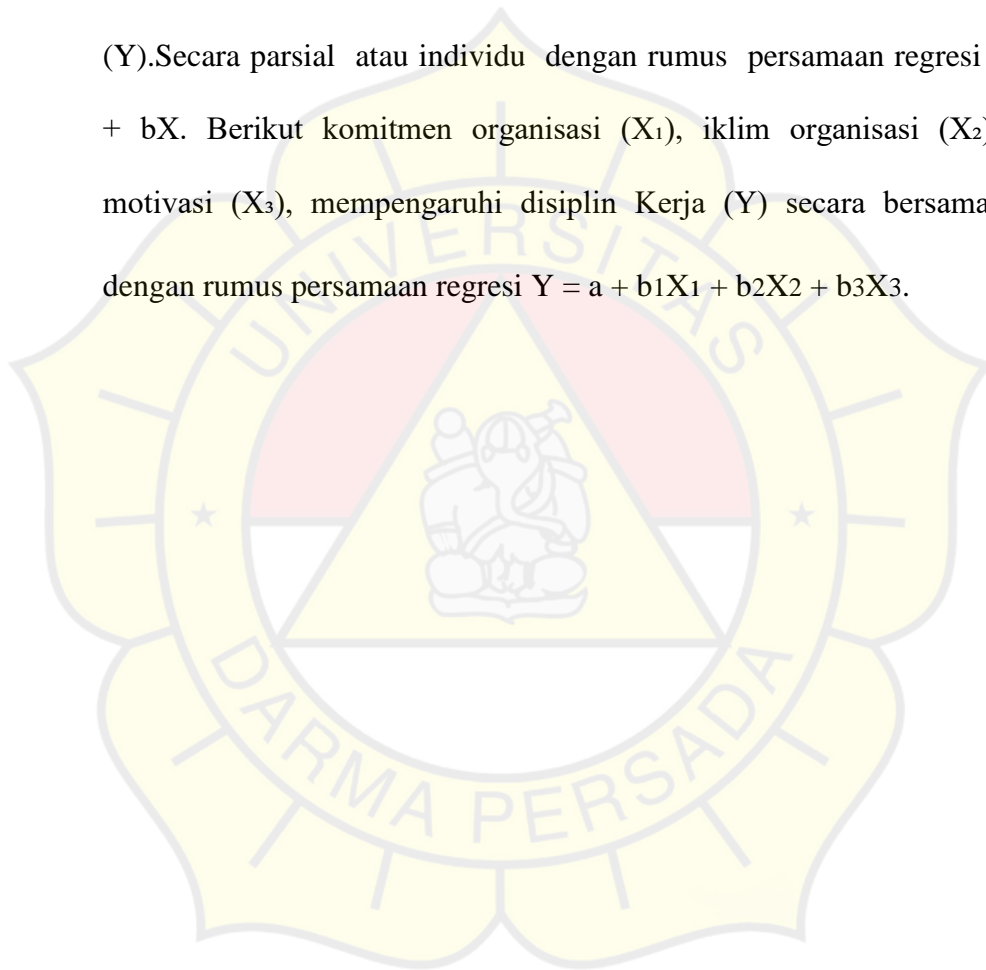 (Y).Secara parsial atau individu dengan rumus persamaan regresi
+ bX. Berikut komitmen organisasi (X₁), iklim organisasi (X₂)
motivasi (X₃), mempengaruhi disiplin Kerja (Y) secara bersama
dengan rumus persamaan regresi Y = a + b1X1 + b2X2 + b3X3.
UNIVERSITAS
DARMA PERSADA